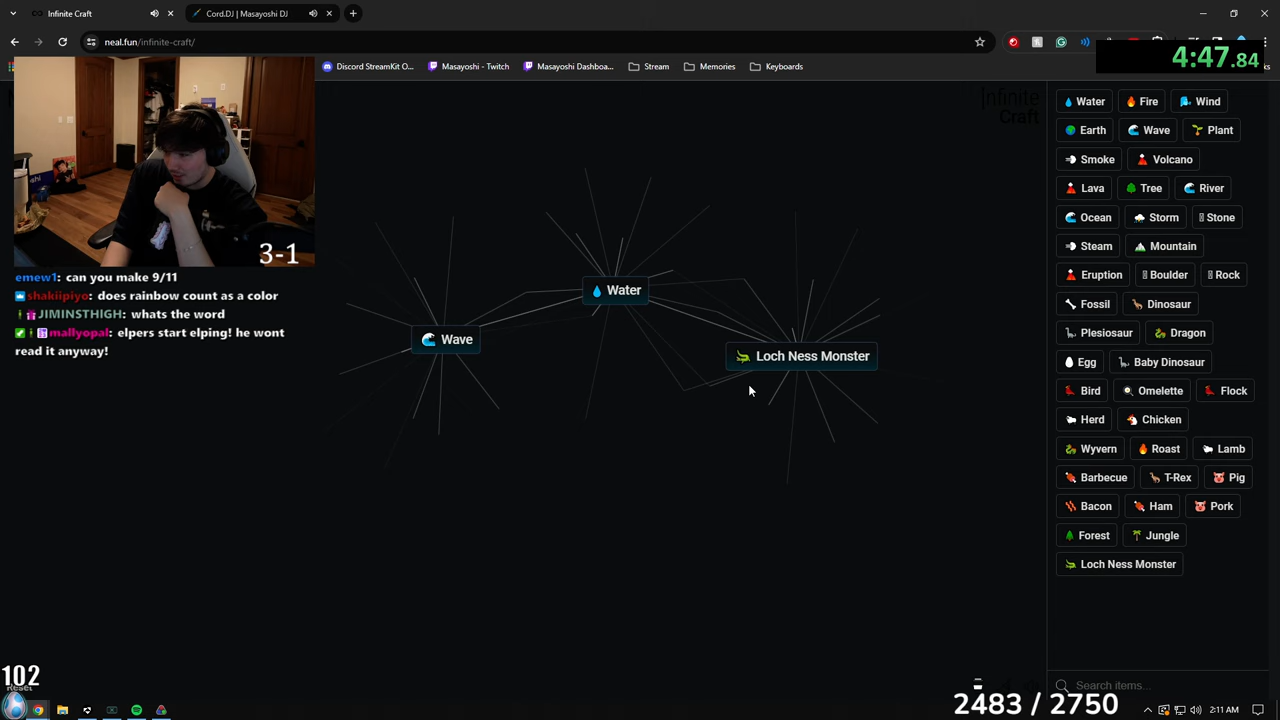 Infinite Craft
Cord.DJ | Masayoshi DJ
neal.fun/infinite-craft/
Discord StreamKit O...
Masayoshi - Twitch
Masayoshi Dashboa...
Stream
Memories
Keyboards
4:47.84
Infinite
Craft
3-1
emew1: can you make 9/11
shakiipiyo: does rainbow count as a color
JIMINSTHIGH: whats the word
mallyopal: elpers start elping! he wont
read it anyway!
Water
Wave
Loch Ness Monster
Water Fire Wind
Earth Wave Plant
Smoke Volcano
Lava Tree River
Ocean Storm Stone
Steam Mountain
Eruption Boulder Rock
Fossil Dinosaur
Plesiosaur Dragon
Egg Baby Dinosaur
Bird Omelette Flock
Herd Chicken
Wyvern Roast Lamb
Barbecue T-Rex Pig
Bacon Ham Pork
Forest Jungle
Loch Ness Monster
Search items...
102
Reset
2483 / 2750
2:11 AM